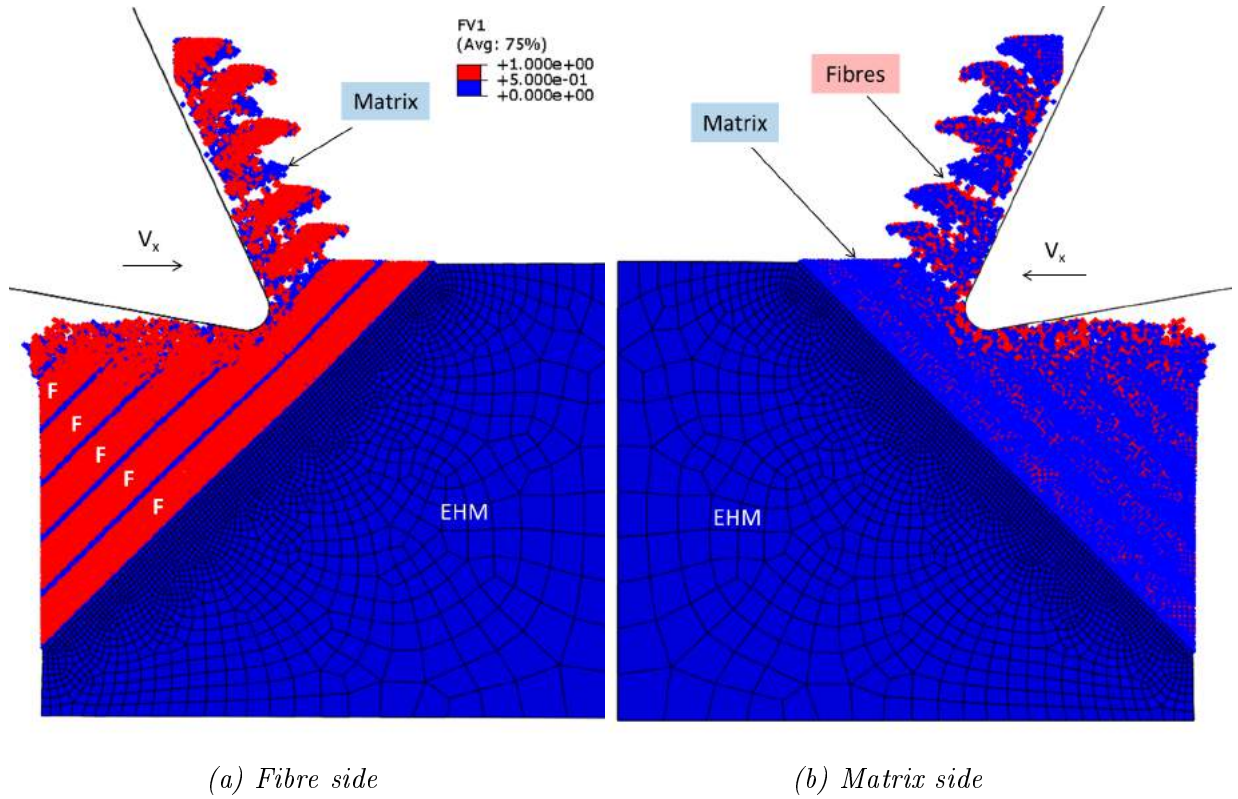 FV1
(Avg: 75%)
+1.000e+00
+5.000e-01
+0.000e+00
Matrix
Vx
F
F
F
F
F
EHM
Fibres
Matrix
Vx
EHM
(a) Fibre side
(b) Matrix side